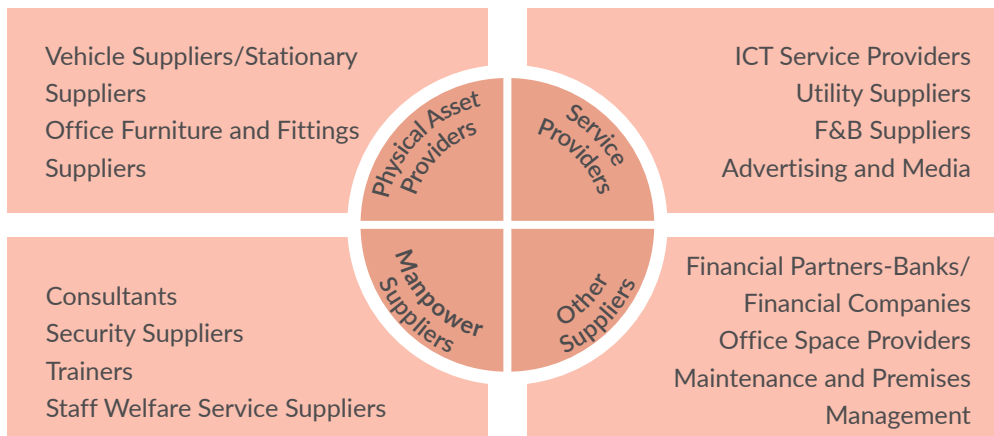 Vehicle Suppliers/Stationary
Suppliers
Office Furniture and Fittings
Suppliers
Physical Asset
Providers
Service
Providers
ICT Service Providers
Utility Suppliers
F&B Suppliers
Advertising and Media
Consultants
Security Suppliers
Trainers
Staff Welfare Service Suppliers
Manpower
Suppliers
Other
Suppliers
Financial Partners-Banks/
Financial Companies
Office Space Providers
Maintenance and Premises
Management